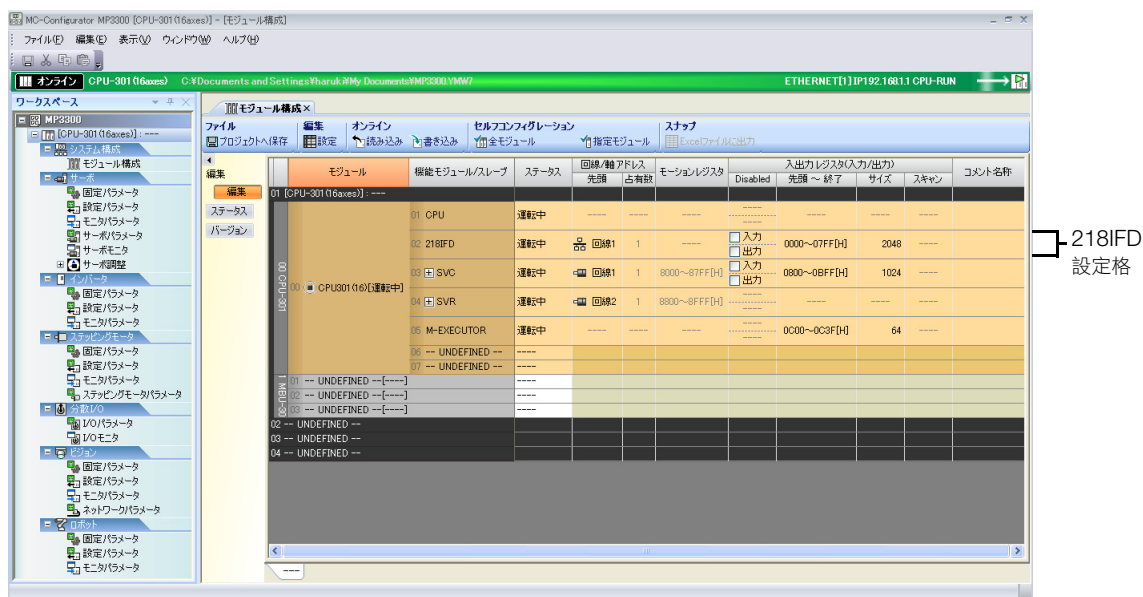 MC-Configurator MP3300 [CPU-301(16axes)] - [モジュール構成]
ファイル(F) 編集(E) 表示(V) ウィンドウ(W) ヘルプ(H)
オンライン CPU-301(16axes) C:¥Documents and Settings¥haruki¥My Documents¥MP3300.YMW7 ETHERNET[1] IP192.168.1.1 CPU-RUN
ワークスペース
MP3300
[CPU-301(16axes)] : ----
システム構成
モジュール構成
サーボ
固定パラメータ
設定パラメータ
モニタパラメータ
サーボパラメータ
サーボモニタ
サーボ調整
インバータ
固定パラメータ
設定パラメータ
モニタパラメータ
ステッピングモータ
固定パラメータ
設定パラメータ
モニタパラメータ
ステッピングモータパラメータ
分散I/O
I/Oパラメータ
I/Oモニタ
ビジョン
固定パラメータ
設定パラメータ
モニタパラメータ
ネットワークパラメータ
ロボット
固定パラメータ
設定パラメータ
モニタパラメータ
モジュール構成×
ファイル 編集 オンライン セルフコンフィグレーション スナップ
プロジェクトへ保存 設定 読み込み 書き込み 全モジュール 指定モジュール Excelファイルに出力
編集
編集
ステータス
バージョン
モジュール 機能モジュール/スレーブ ステータス 回線/軸アドレス モーションレジスタ 入出力レジスタ(入力/出力) コメント名称
先頭 占有数 Disabled 先頭 ~ 終了 サイズ スキャン
01 [CPU-301(16axes)] : ----
00 CPU-301
00 CPU301(16)[運転中]
01 CPU 運転中 ---- ---- ---- ---- ---- ---- ---- ----
02 218IFD 運転中 回線1 1 ---- 入力 出力 0000~07FF[H] 2048 ----
03 SVC 運転中 回線1 1 8000~87FF[H] 入力 出力 0800~0BFF[H] 1024 ----
04 SVR 運転中 回線2 1 8800~8FFF[H] ---- ---- ---- ---- ----
05 M-EXECUTOR 運転中 ---- ---- ---- ---- ---- 0C00~0C3F[H] 64 ----
06 -- UNDEFINED -- ----
07 -- UNDEFINED -- ----
01 -- UNDEFINED --[----] ----
02 -- UNDEFINED --[----] ----
03 -- UNDEFINED --[----] ----
02 -- UNDEFINED --
03 -- UNDEFINED --
04 -- UNDEFINED --
---
218IFD
設定格